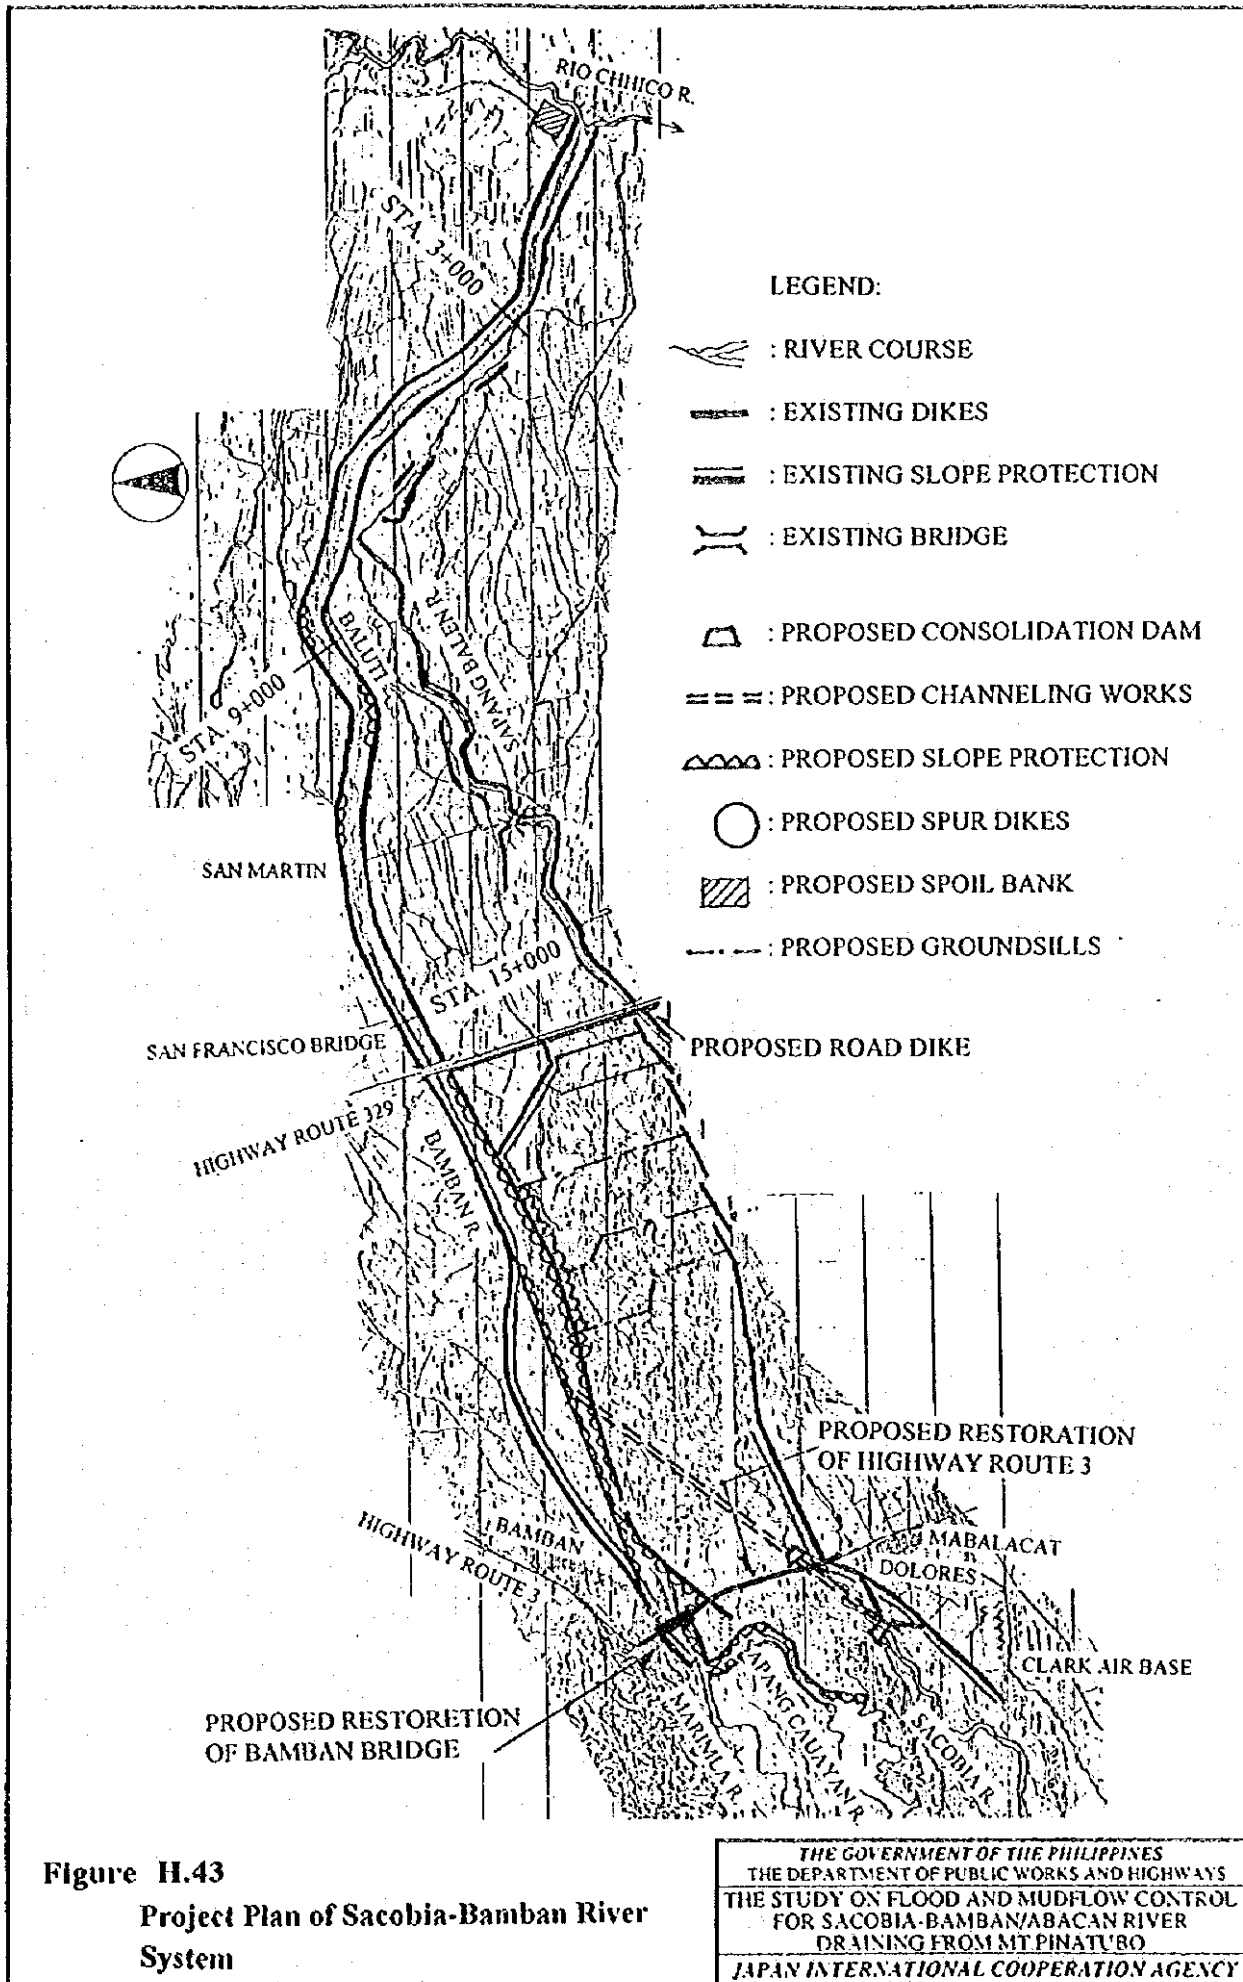 RIO CHHICO R.
STA. 3+000
LEGEND:
: RIVER COURSE
: EXISTING DIKES
: EXISTING SLOPE PROTECTION
: EXISTING BRIDGE
: PROPOSED CONSOLIDATION DAM
: PROPOSED CHANNELING WORKS
: PROPOSED SLOPE PROTECTION
: PROPOSED SPUR DIKES
: PROPOSED SPOIL BANK
: PROPOSED GROUNDSILLS
BALUTU
SAPANG BALEN R.
STA. 9+000
SAN MARTIN
STA. 15+000
SAN FRANCISCO BRIDGE
PROPOSED ROAD DIKE
HIGHWAY ROUTE 329
BAMBAN R.
PROPOSED RESTORATION
OF HIGHWAY ROUTE 3
HIGHWAY ROUTE 3
BAMBAN
MABALACAT
DOLORES
CLARK AIR BASE
PROPOSED RESTORETION
OF BAMBAN BRIDGE
MARIMLA R.
SAPANG CAUAYAN R.
SACOBIA R.
Figure H.43
Project Plan of Sacobia-Bamban River
System
THE GOVERNMENT OF THE PHILIPPINES
THE DEPARTMENT OF PUBLIC WORKS AND HIGHWAYS
THE STUDY ON FLOOD AND MUDFLOW CONTROL
FOR SACOBIA-BAMBAN/ABACAN RIVER
DRAINING FROM MT.PINATUBO
JAPAN INTERNATIONAL COOPERATION AGENCY